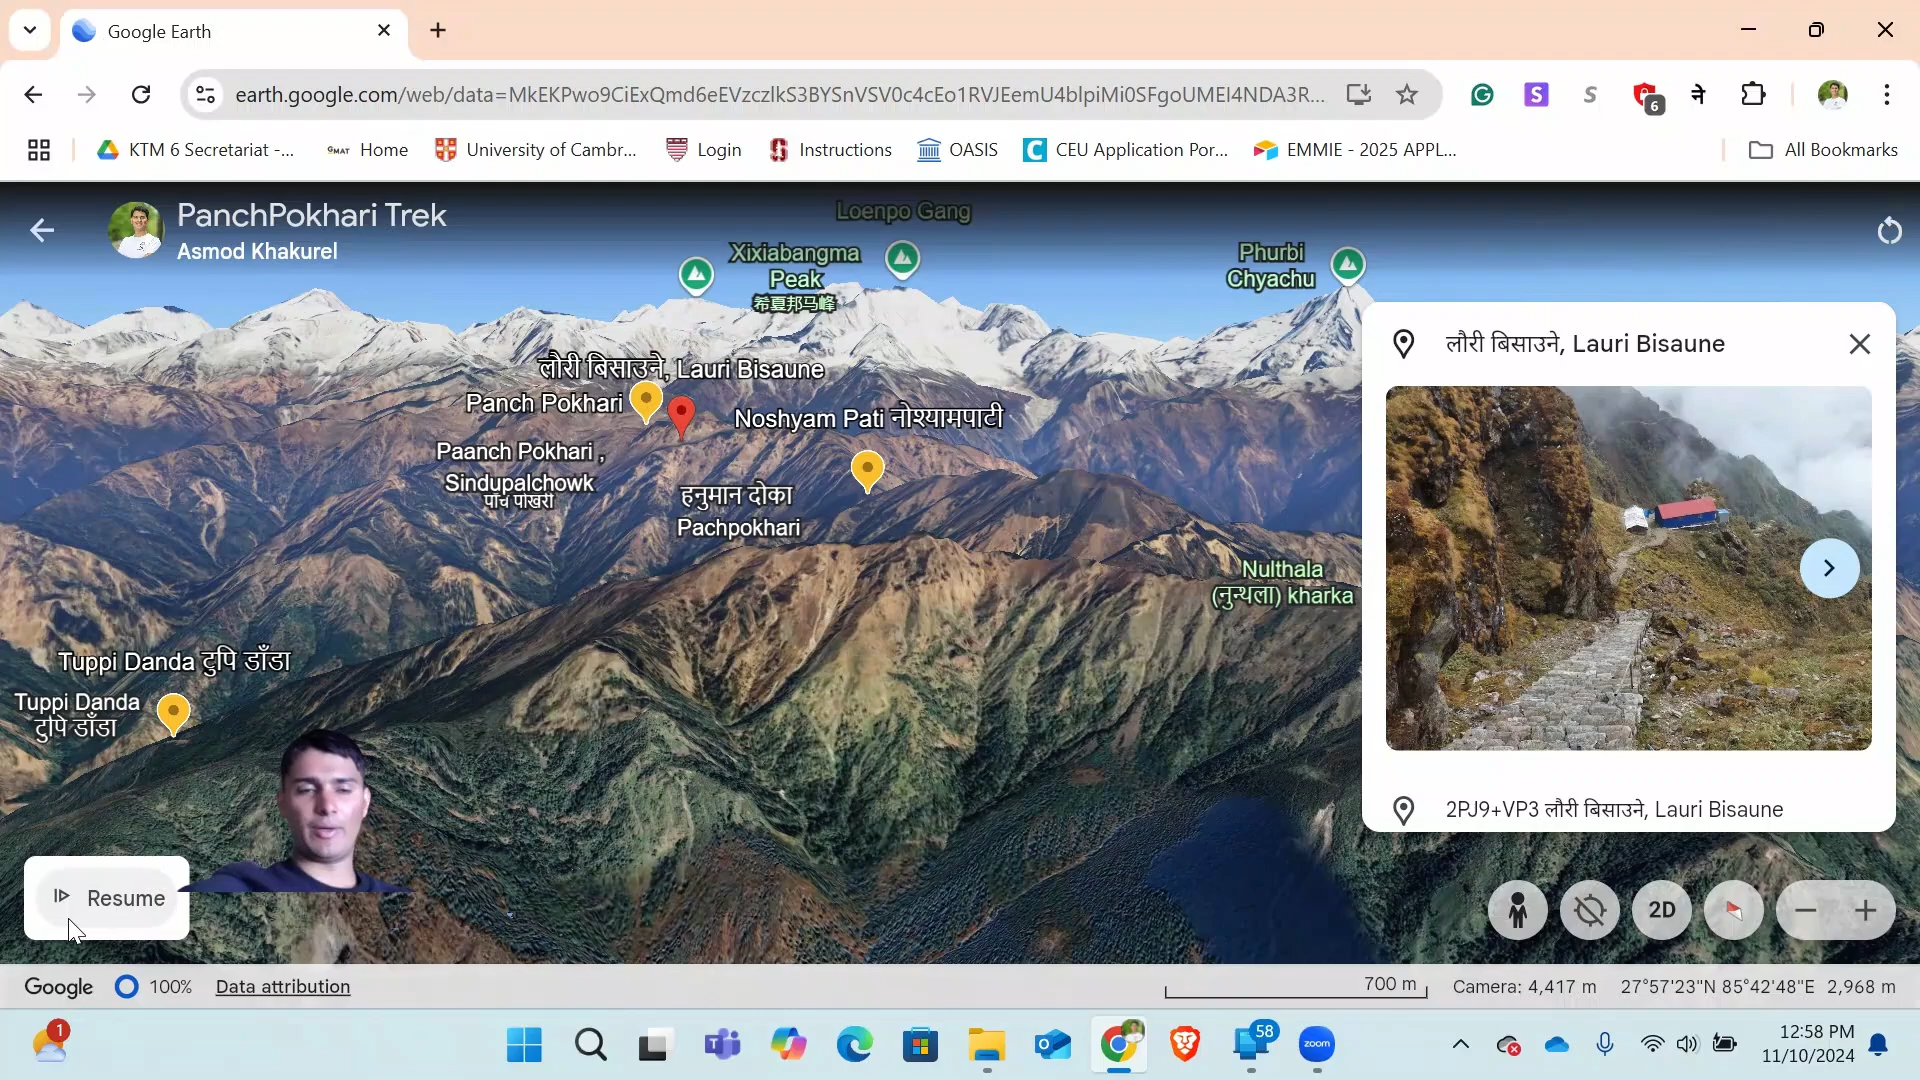 Google Earth
earth.google.com/web/data=MkEKPwo9CiExQmd6eEVzczlkS3BYSnVSV0c4cEo1RVJEemU4blpiMi0SFgoUMEI4NDA3R...
6
KTM 6 Secretariat -...
GMAT Home
University of Cambr...
Login
Instructions
OASIS
CEU Application Por...
EMMIE - 2025 APPL...
All Bookmarks
PanchPokhari Trek
Asmod Khakurel
Loenpo Gang
Xixiabangma
Peak
希夏邦马峰
Phurbi
Chyachu
लौरी बिसाउने, Lauri Bisaune
Panch Pokhari
Noshyam Pati नोश्यामपाटी
Paanch Pokhari ,
Sindupalchowk
पाँच पोखरी
हनुमान दोका
Pachpokhari
Nulthala
(नुन्थला) kharka
Tuppi Danda टुपि डाँडा
Tuppi Danda
टुपि डाँडा
लौरी बिसाउने, Lauri Bisaune
2PJ9+VP3 लौरी बिसाउने, Lauri Bisaune
Resume
2D
Google
100%
Data attribution
700 m
Camera: 4,417 m
27°57'23"N 85°42'48"E
2,968 m
1
58
zoom
12:58 PM
11/10/2024